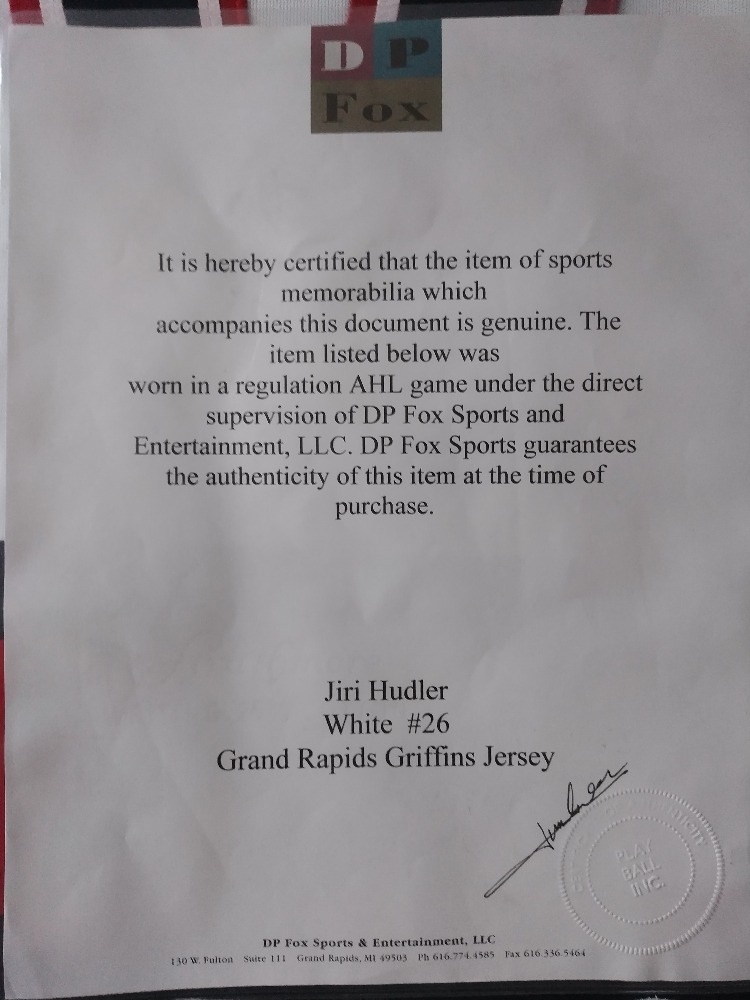 D P
Fox
It is hereby certified that the item of sports
memorabilia which
accompanies this document is genuine. The
item listed below was
worn in a regulation AHL game under the direct
supervision of DP Fox Sports and
Entertainment, LLC. DP Fox Sports guarantees
the authenticity of this item at the time of
purchase.
Jiri Hudler
White #26
Grand Rapids Griffins Jersey
PLAY
BALL
INC
DP Fox Sports & Entertainment, LLC
130 W. Fulton Suite 111 Grand Rapids, MI 49503 Ph 616.774.4585 Fax 616.336.5464